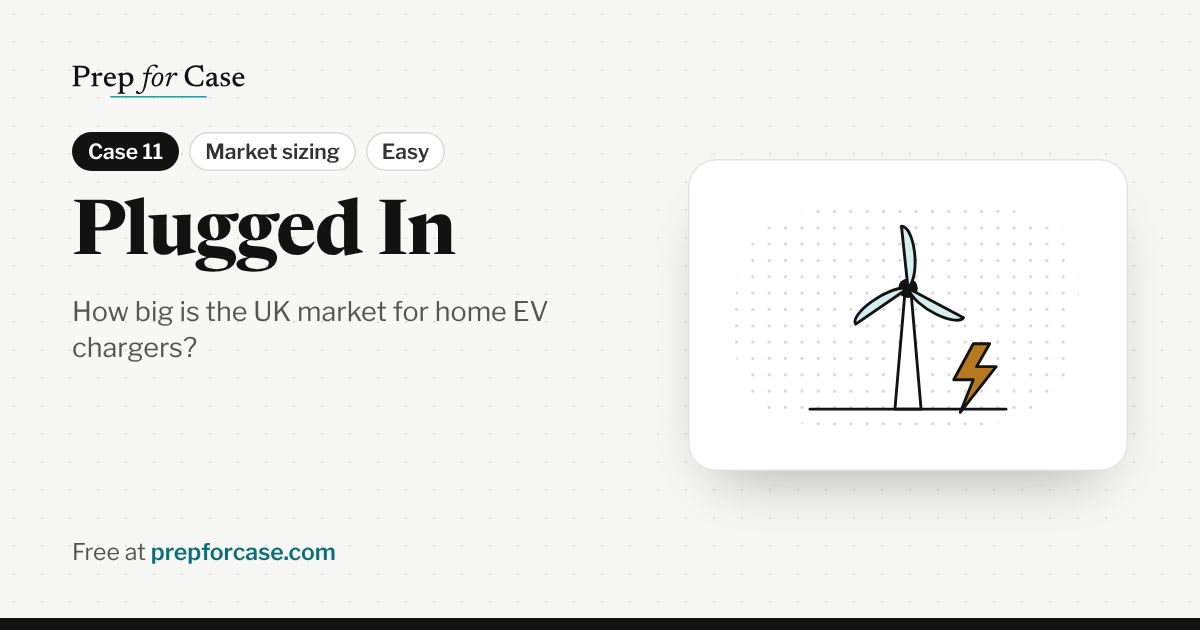 Prep for Case
Case 11
Market sizing
Easy
Plugged In
How big is the UK market for home EV
chargers?
Free at prepforcase.com